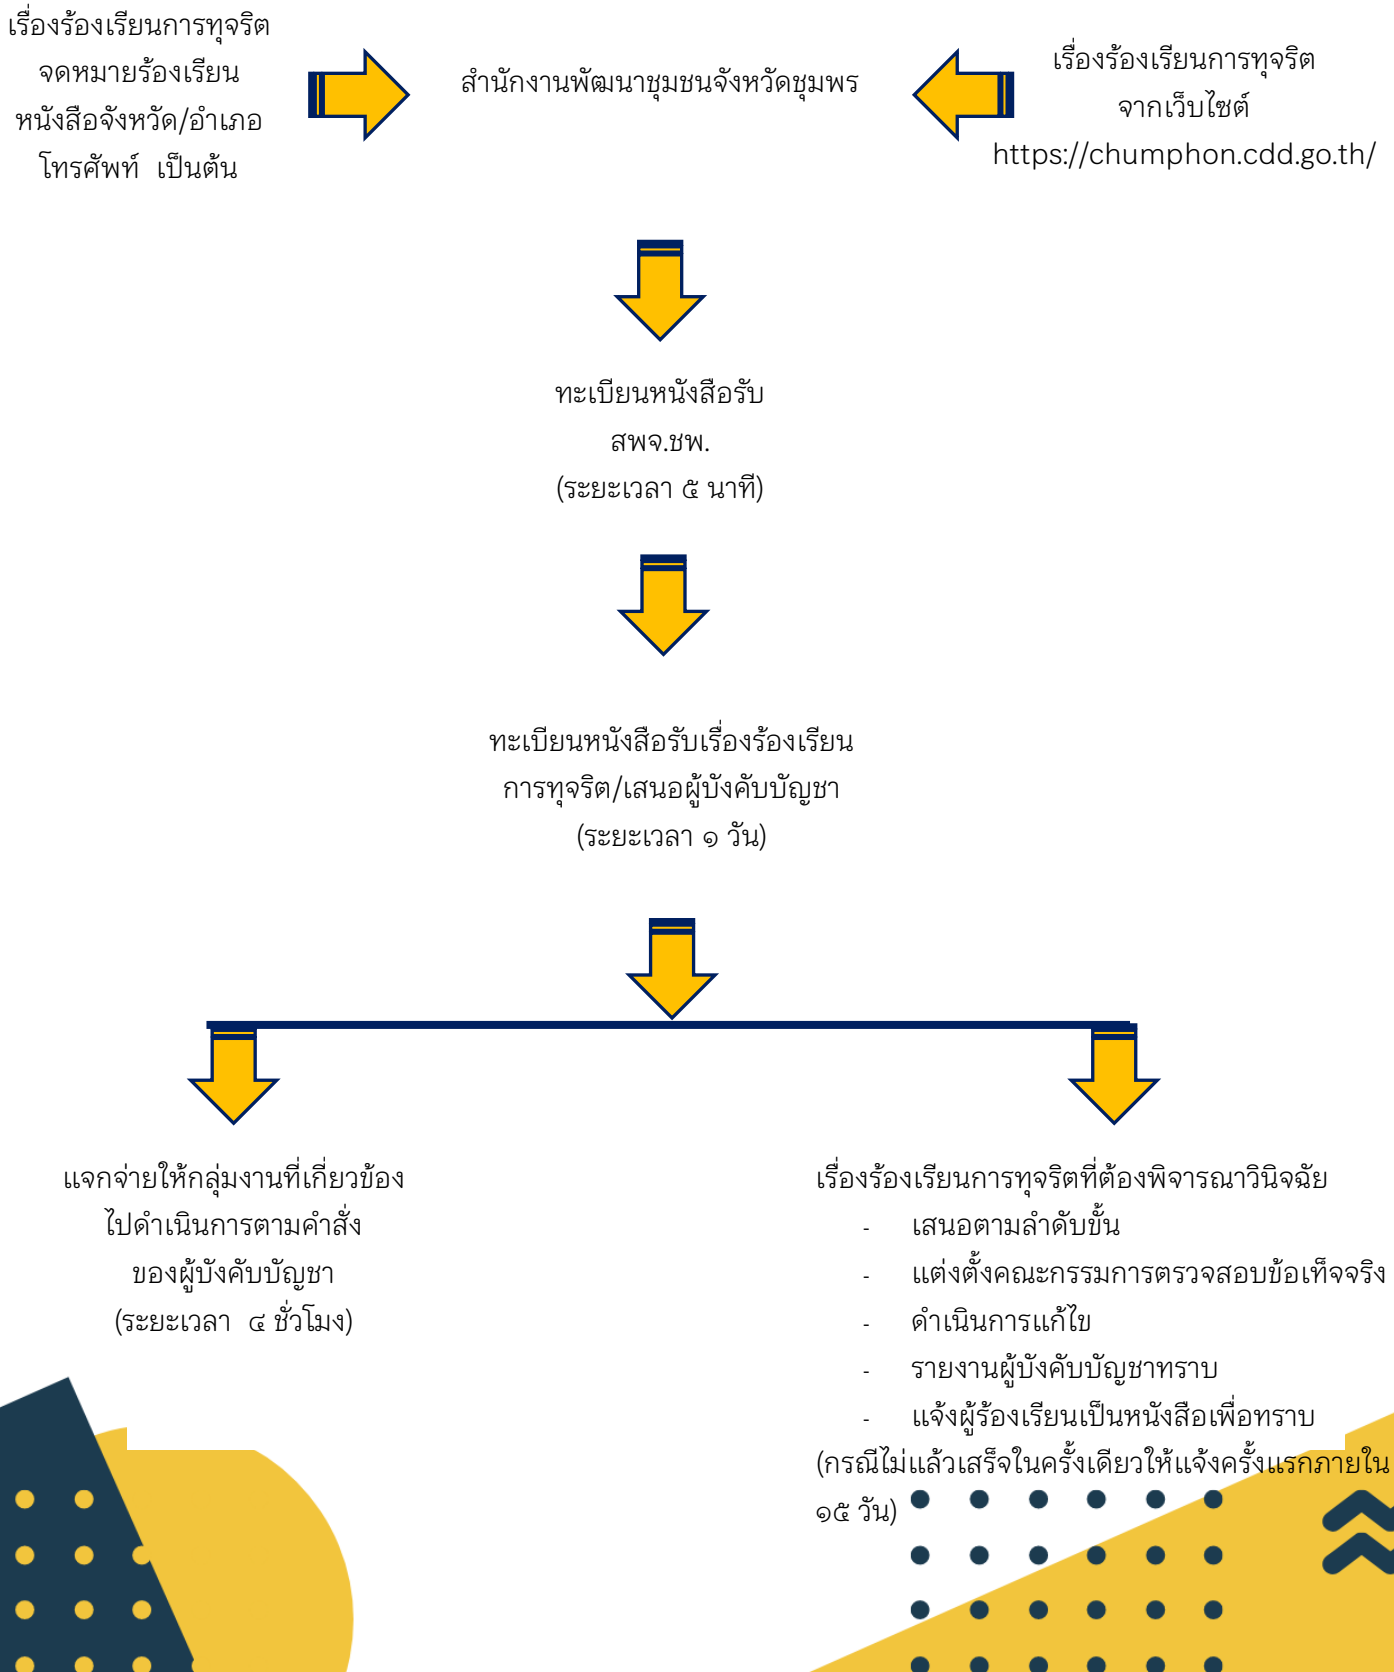 เรื่องร้องเรียนการทุจริต
จดหมายร้องเรียน
หนังสือจังหวัด/อำเภอ
โทรศัพท์ เป็นต้น
สำนักงานพัฒนาชุมชนจังหวัดชุมพร
เรื่องร้องเรียนการทุจริต
จากเว็บไซต์
https://chumphon.cdd.go.th/
ทะเบียนหนังสือรับ
สพจ.ชพ.
(ระยะเวลา ๕ นาที)
ทะเบียนหนังสือรับเรื่องร้องเรียน
การทุจริต/เสนอผู้บังคับบัญชา
(ระยะเวลา ๑ วัน)
แจกจ่ายให้กลุ่มงานที่เกี่ยวข้อง
ไปดำเนินการตามคำสั่ง
ของผู้บังคับบัญชา
(ระยะเวลา ๔ ชั่วโมง)
เรื่องร้องเรียนการทุจริตที่ต้องพิจารณาวินิจฉัย
- เสนอตามลำดับขั้น
- แต่งตั้งคณะกรรมการตรวจสอบข้อเท็จจริง
- ดำเนินการแก้ไข
- รายงานผู้บังคับบัญชาทราบ
- แจ้งผู้ร้องเรียนเป็นหนังสือเพื่อทราบ
(กรณีไม่แล้วเสร็จในครั้งเดียวให้แจ้งครั้งแรกภายใน
๑๕ วัน)